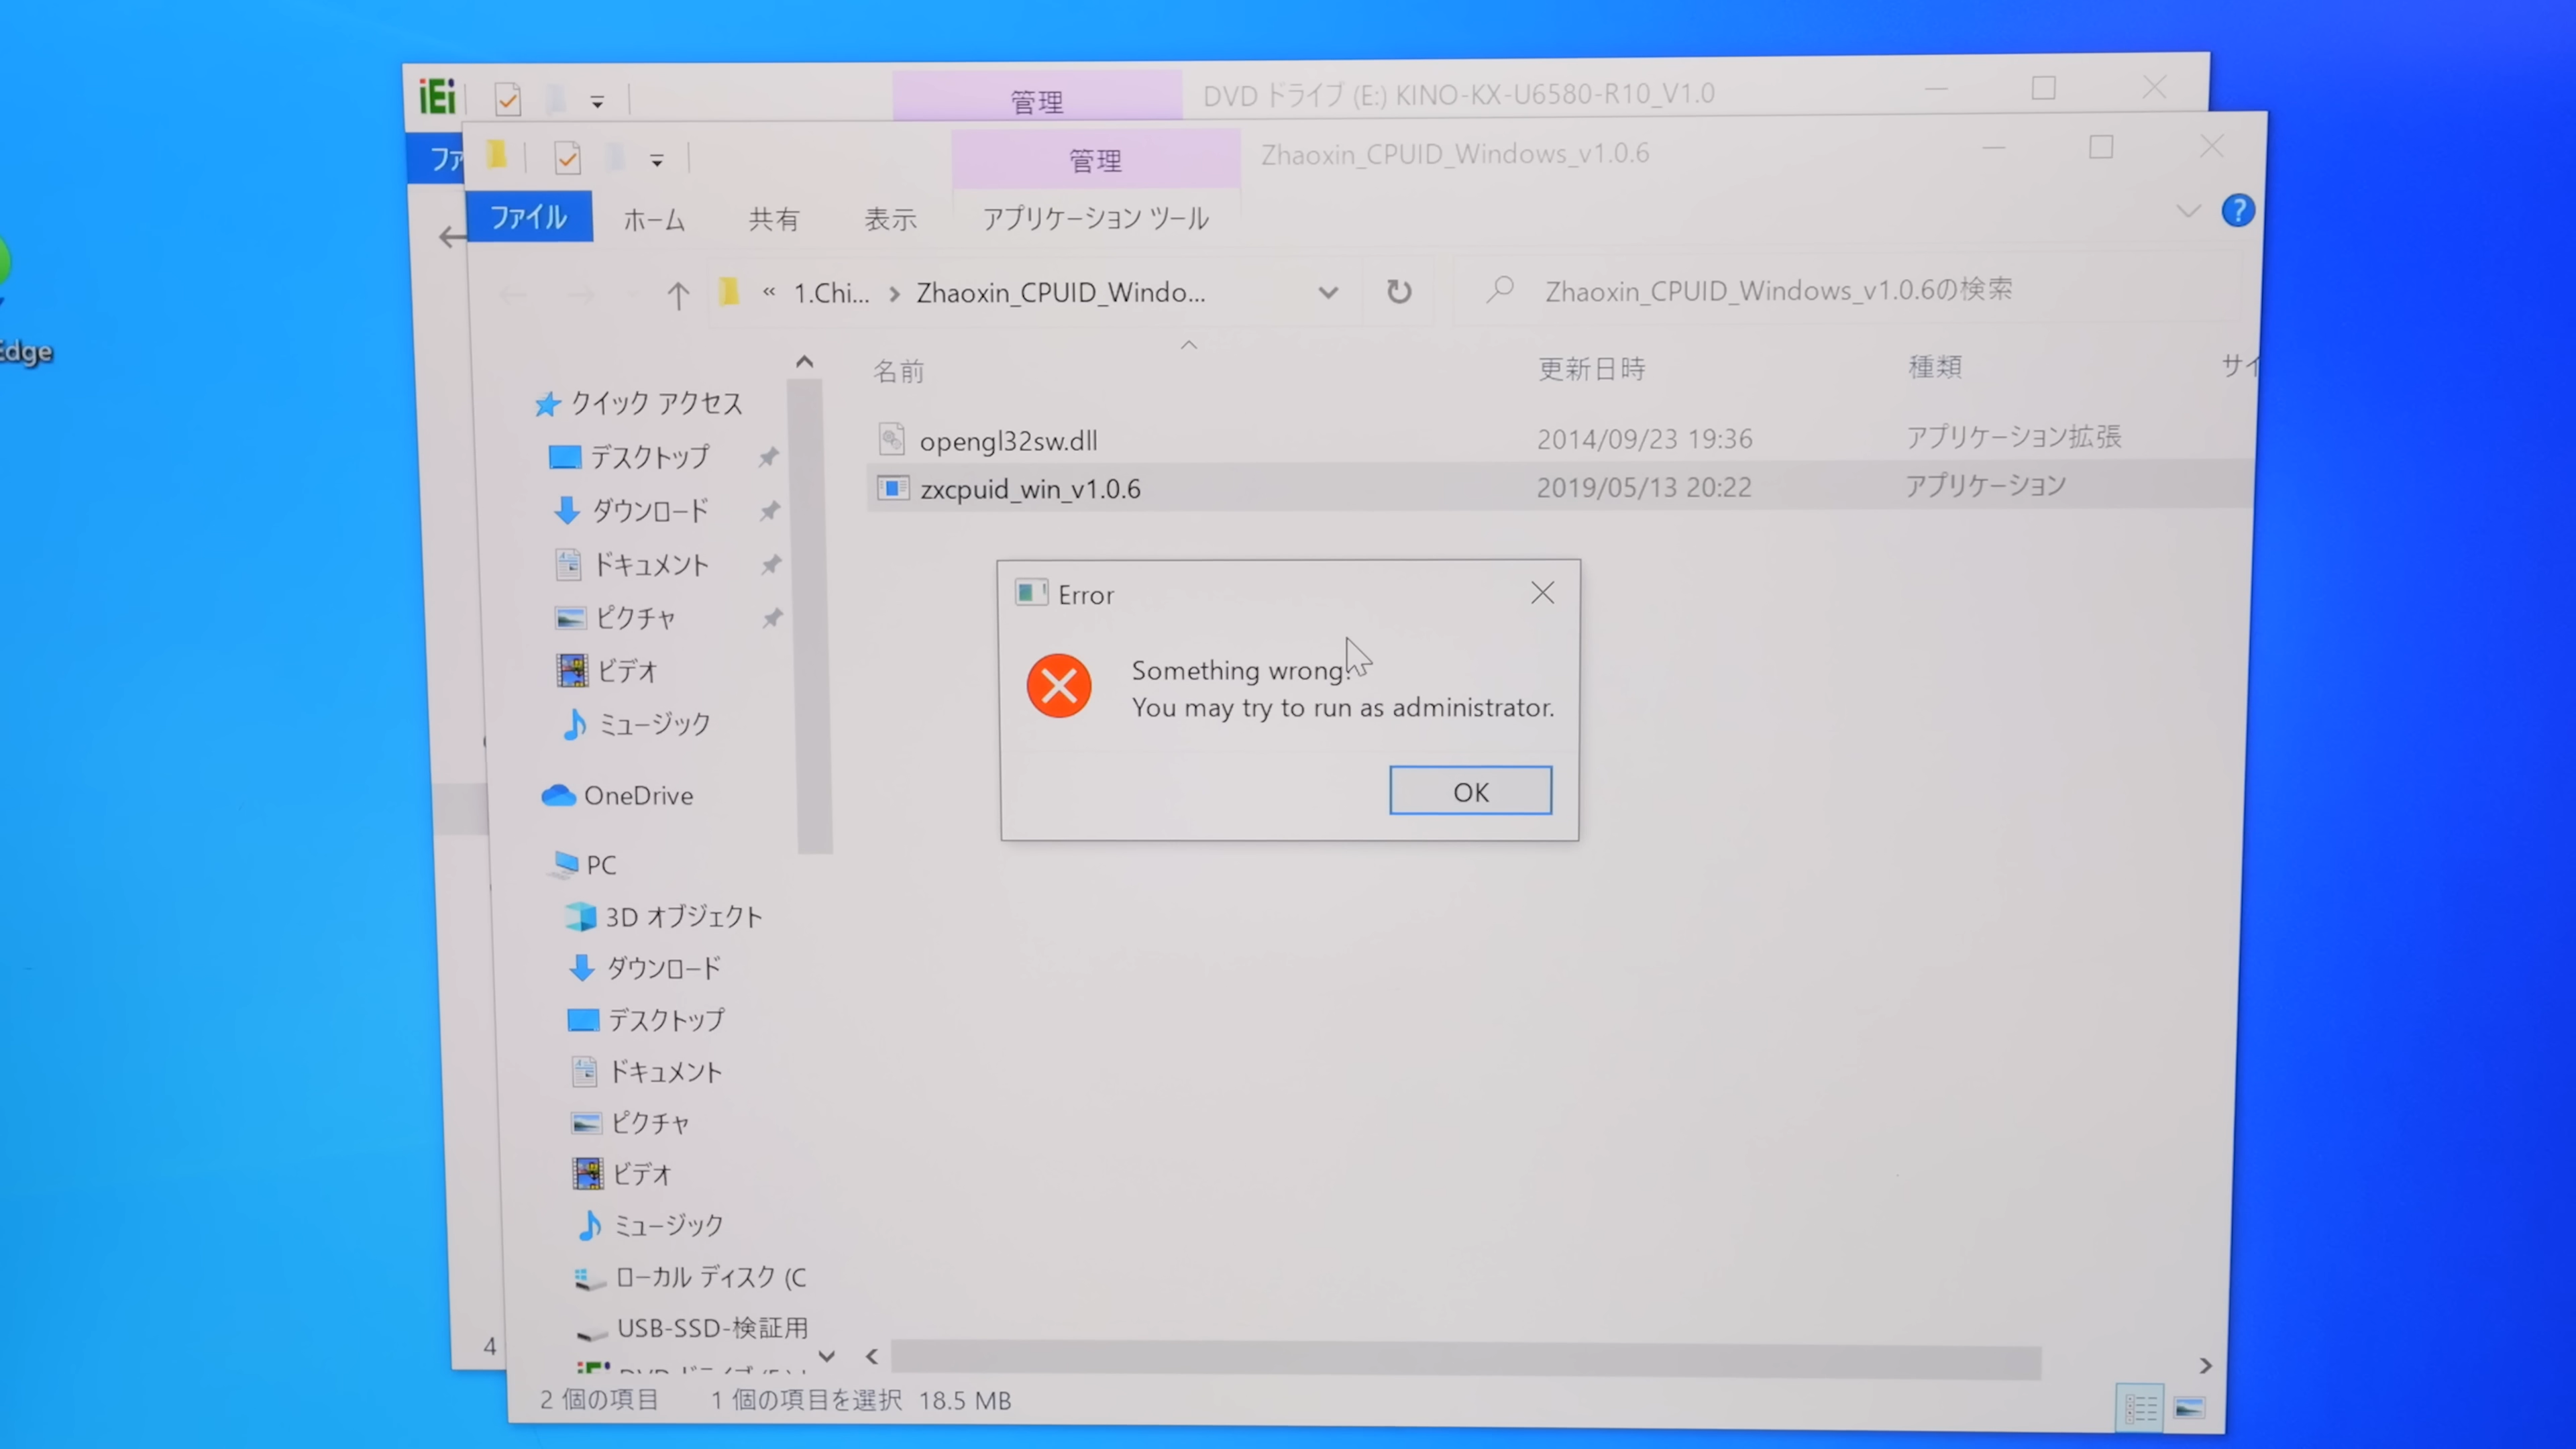 iEi
管理
DVD ドライブ (E:) KINO-KX-U6580-R10_V1.0
管理
Zhaoxin_CPUID_Windows_v1.0.6
ファ
ファイル
ホーム
共有
表示
アプリケーション ツール
« 1.Chi... › Zhaoxin_CPUID_Windo...
Zhaoxin_CPUID_Windows_v1.0.6の検索
Edge
名前
更新日時
種類
サイ
クイック アクセス
デスクトップ
ダウンロード
ドキュメント
ピクチャ
ビデオ
ミュージック
OneDrive
PC
3D オブジェクト
ダウンロード
デスクトップ
ドキュメント
ピクチャ
ビデオ
ミュージック
ローカル ディスク (C
USB-SSD-検証用
opengl32sw.dll 2014/09/23 19:36 アプリケーション拡張
zxcpuid_win_v1.0.6 2019/05/13 20:22 アプリケーション
Error
Something wrong!
You may try to run as administrator.
OK
4
2 個の項目
1 個の項目を選択 18.5 MB